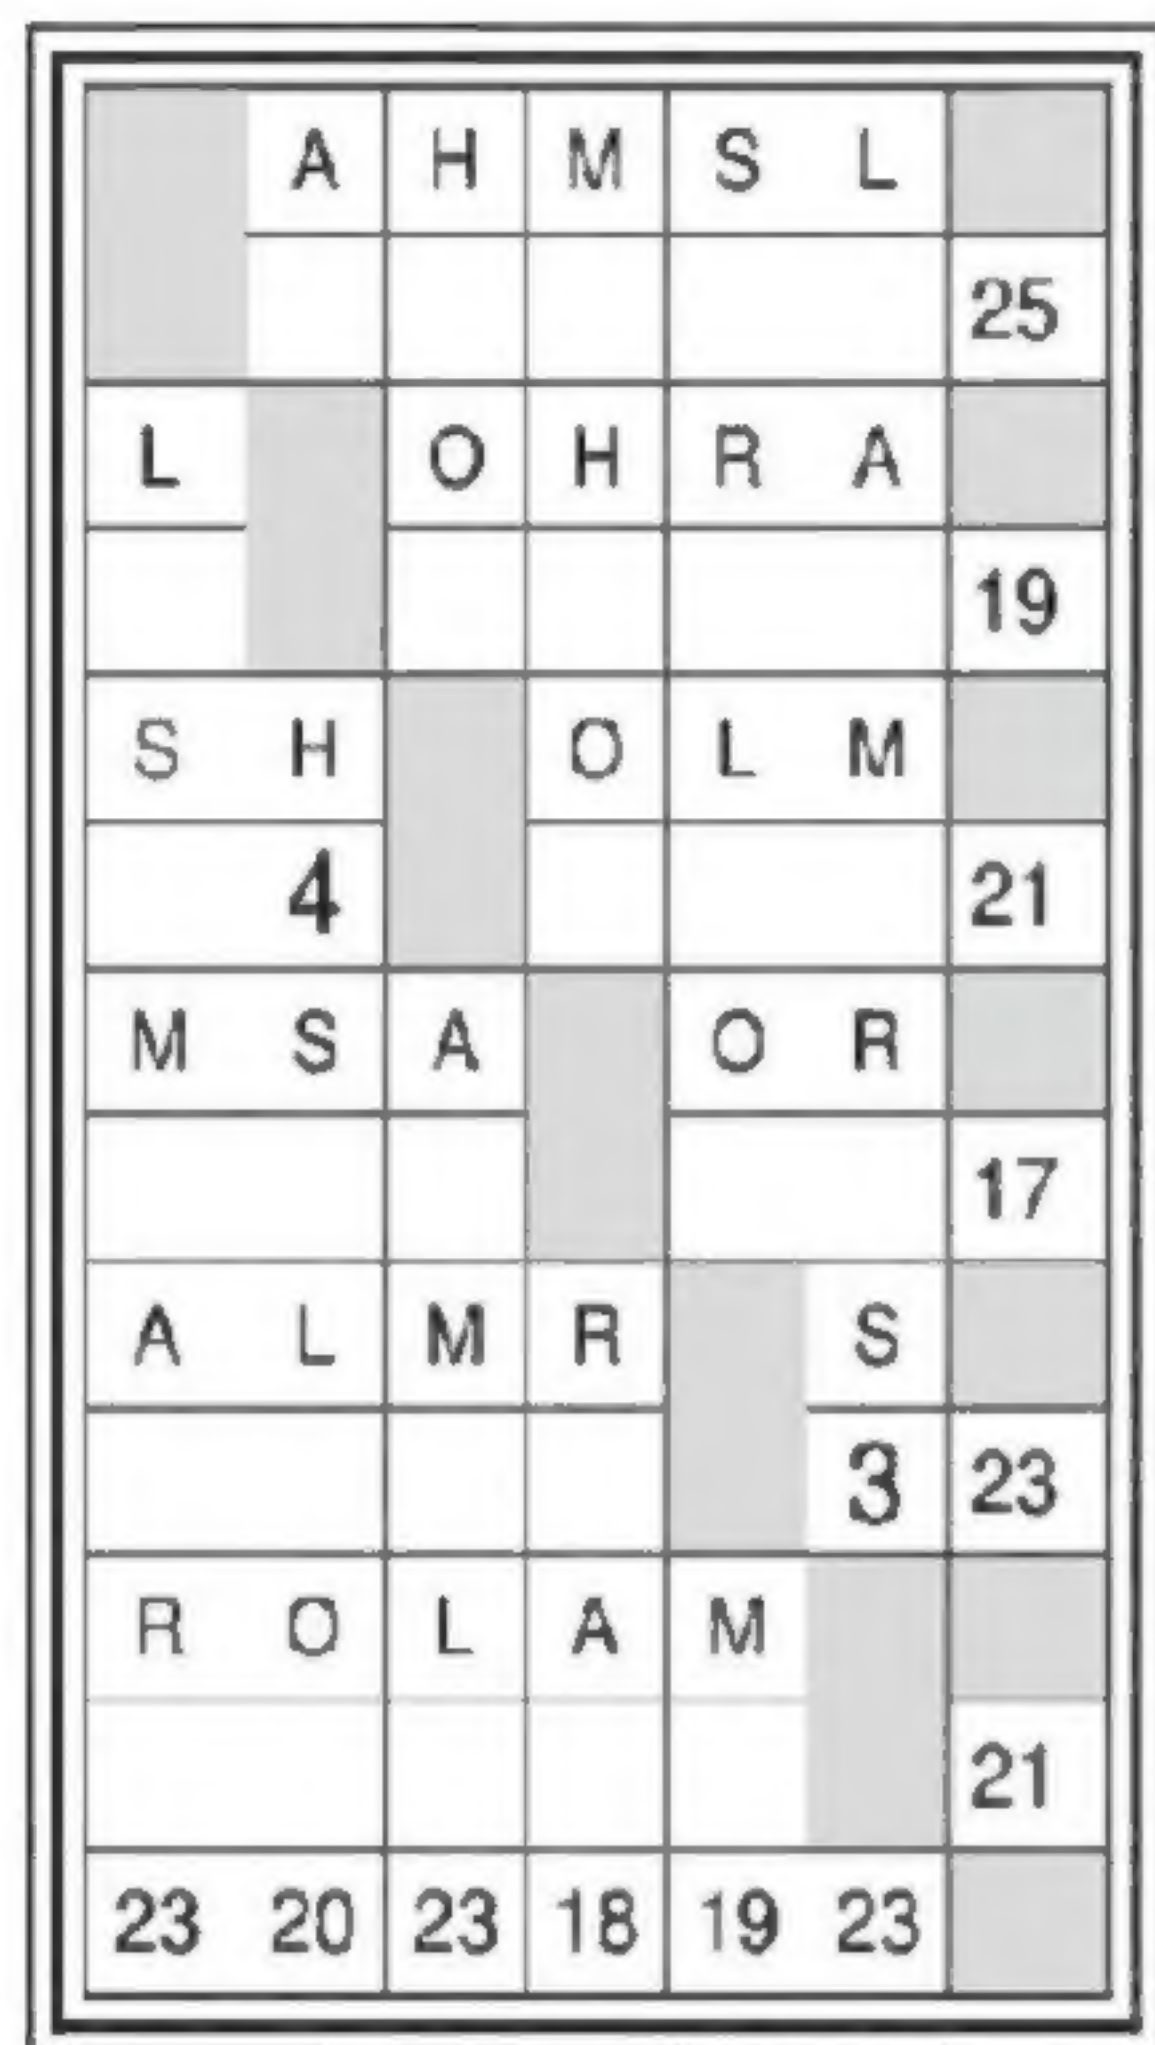 A H M S L
25
L O H R A
19
S H O L M
4 21
M S A O R
17
A L M R S
3 23
R O L A M
21
23 20 23 18 19 23